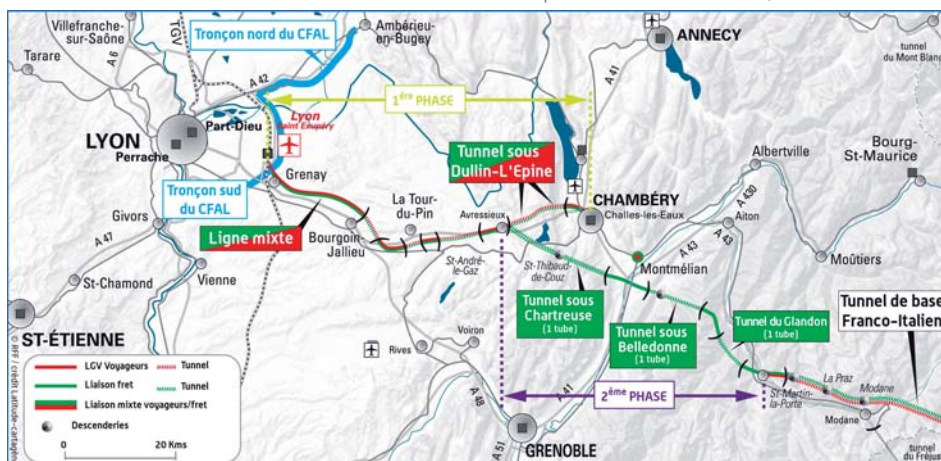 Villefranche-
sur-Saône
Tarare
A 6
TGV
Tronçon nord du CFAL
Ambérieu-
en-Bugey
A 42
ANNECY
A 41
tunnel
du Mont Blanc
1ère PHASE
Part-Dieu
Lyon
Saint Exupéry
LYON
Perrache
Albertville
Bourg-
St-Maurice
Tunnel sous
Dullin-L'Epine
Grenay
Tronçon sud
du CFAL
La Tour-
du-Pin
Avressieux
CHAMBÉRY
Challes-les-Eaux
A 430
Aiton
Givors
Ligne mixte
Bourgoin-
Jallieu
A 47
A 43
A 43
St-André-
le-Gaz
St-Thibaud-
de-Couz
Montmélian
Moûtiers
St-Chamond
Vienne
Tunnel sous
Chartreuse
(1 tube)
Tunnel sous
Belledonne
(1 tube)
Tunnel du Glandon
(1 tube)
Tunnel de base
Franco-Italien
ST-ÉTIENNE
Voiron
Rives
La Praz
Modane
St-Martin-
la-Porte
Modane
A 48
A 41
2ème PHASE
A 51
GRENOBLE
tunnel
du Fréjus
LGV Voyageurs
Tunnel
Liaison fret
Tunnel
Liaison mixte voyageurs/fret
Descenderies
0 20 Kms
© RFF / crédit Latitude-cartagène